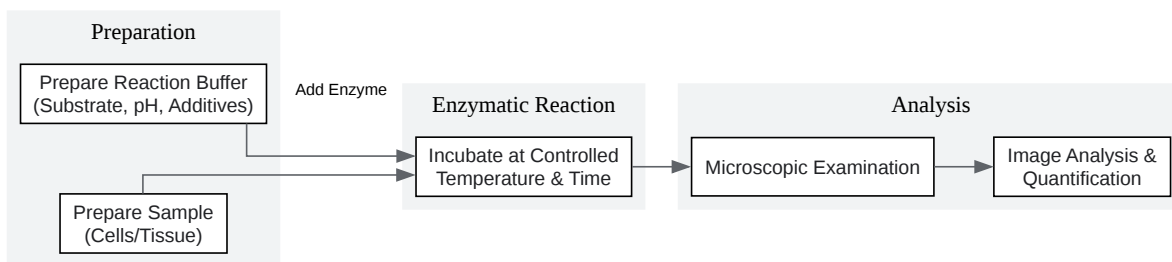 Preparation
Prepare Reaction Buffer
(Substrate, pH, Additives)
Prepare Sample
(Cells/Tissue)
Add Enzyme
Enzymatic Reaction
Incubate at Controlled
Temperature & Time
Analysis
Microscopic Examination
Image Analysis &
Quantification